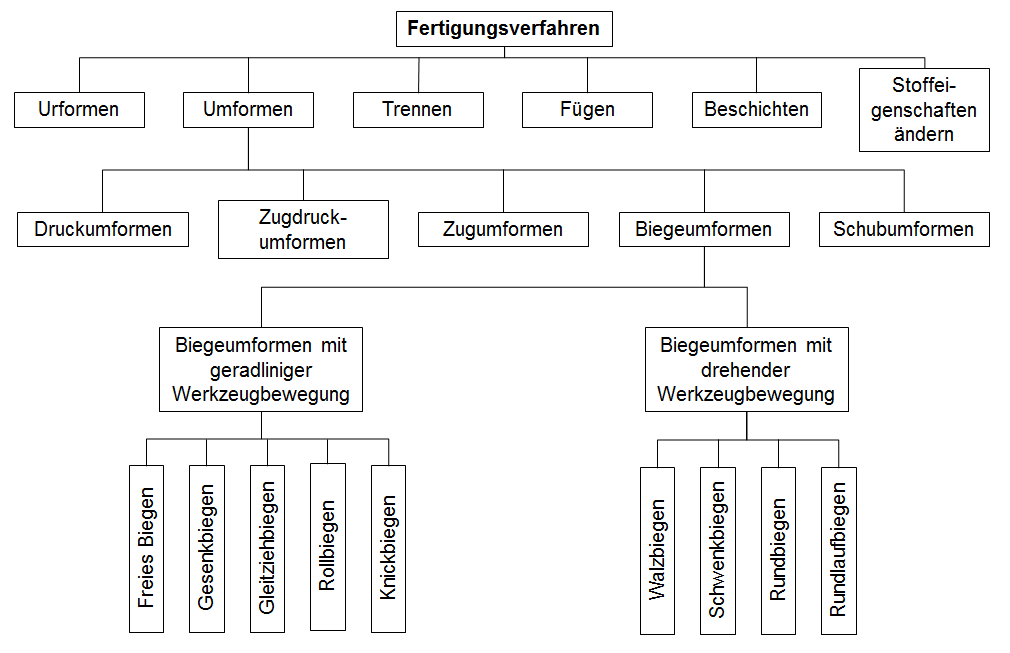 Fertigungsverfahren
Urformen
Umformen
Trennen
Fügen
Beschichten
Stoffei-
genschaften
ändern
Druckumformen
Zugdruck-
umformen
Zugumformen
Biegeumformen
Schubumformen
Biegeumformen mit
geradliniger
Werkzeugbewegung
Biegeumformen mit
drehender
Werkzeugbewegung
Freies Biegen
Gesenkbiegen
Gleitziehbiegen
Rollbiegen
Knickbiegen
Walzbiegen
Schwenkbiegen
Rundbiegen
Rundlaufbiegen